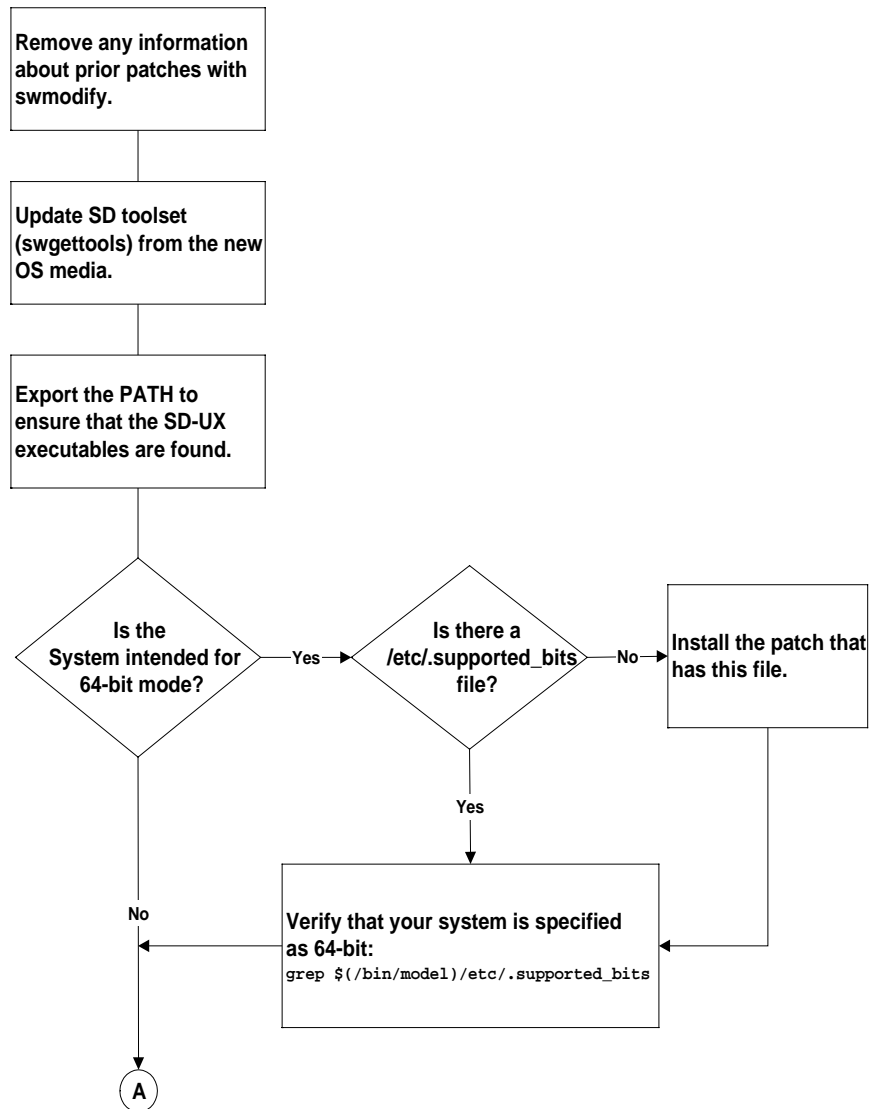 Remove any information
about prior patches with
swmodify.
Update SD toolset
(swgettools) from the new
OS media.
Export the PATH to
ensure that the SD-UX
executables are found.
Is the
System intended for
64-bit mode?
Yes
Is there a
/etc/.supported_bits
file?
No
Install the patch that
has this file.
Yes
No
Verify that your system is specified
as 64-bit:
grep $(/bin/model)/etc/.supported_bits
A